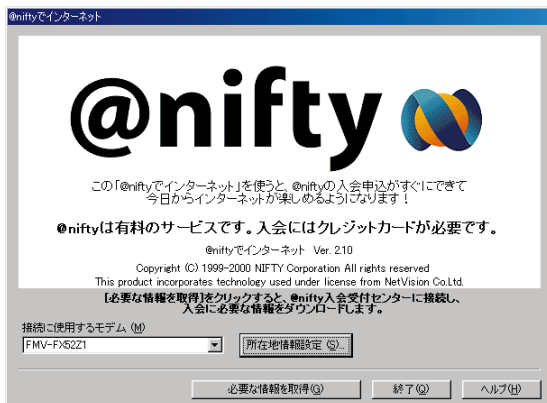 @niftyでインターネット
@nifty
この「@niftyでインターネット」を使うと、@niftyの入会申込がすぐにできて
今日からインターネットが楽しめるようになります！
@niftyは有料のサービスです。入会にはクレジットカードが必要です。
@niftyでインターネット Ver. 2.10
Copyright (C) 1999-2000 NIFTY Corporation All rights reserved
This product incorporates technology used under license from NetVision Co.Ltd.
[必要な情報を取得]をクリックすると、@nifty入会受付センターに接続し、
入会に必要な情報をダウンロードします。
接続に使用するモデム (M)
FMV-FX52Z1
所在地情報設定 (S)...
必要な情報を取得(G)
終了(Q)
ヘルプ(H)